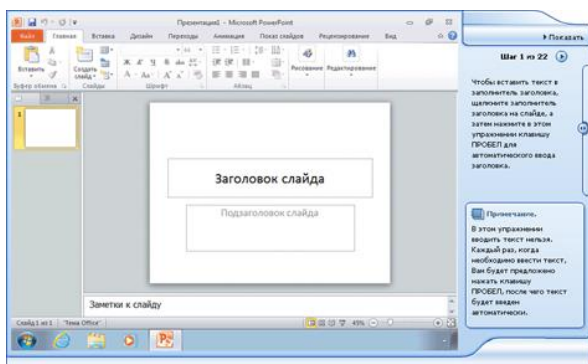 Презентация1 - Microsoft PowerPoint
Файл Главная Вставка Дизайн Переходы Анимация Показ слайдов Рецензирование Вид
Вставить
Создать слайд
Рисование Редактирование
Буфер обмена Слайды Шрифт Абзац
1
Заголовок слайда
Подзаголовок слайда
Заметки к слайду
Слайд 1 из 1 "Тема Office" 49%
Показать
Шаг 1 из 22
Чтобы вставить текст в
заполнитель заголовка,
щелкните заполнитель
заголовка на слайде, а
затем нажмите в этом
упражнении клавишу
ПРОБЕЛ для
автоматического ввода
заголовка.
Примечание.
В этом упражнении
вводить текст нельзя.
Каждый раз, когда
необходимо ввести текст,
Вам будет предложено
нажать клавишу
ПРОБЕЛ, после чего текст
будет введен
автоматически.